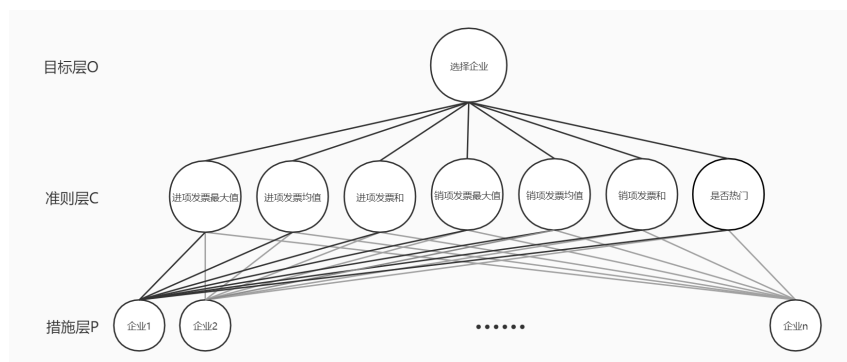 目标层O
选择企业
准则层C
进项发票最大值
进项发票均值
进项发票和
销项发票最大值
销项发票均值
销项发票和
是否热门
措施层P
企业1
企业2
......
企业n